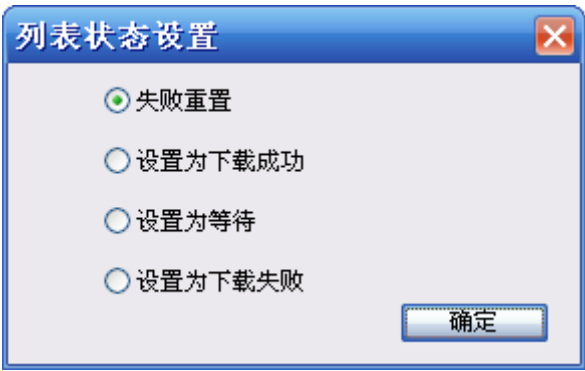 列表状态设置
失败重置
设置为下载成功
设置为等待
设置为下载失败
确定